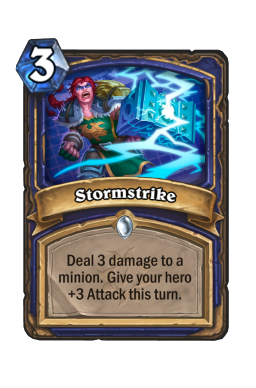 3
Stormstrike
Deal 3 damage to a
minion. Give your hero
+3 Attack this turn.